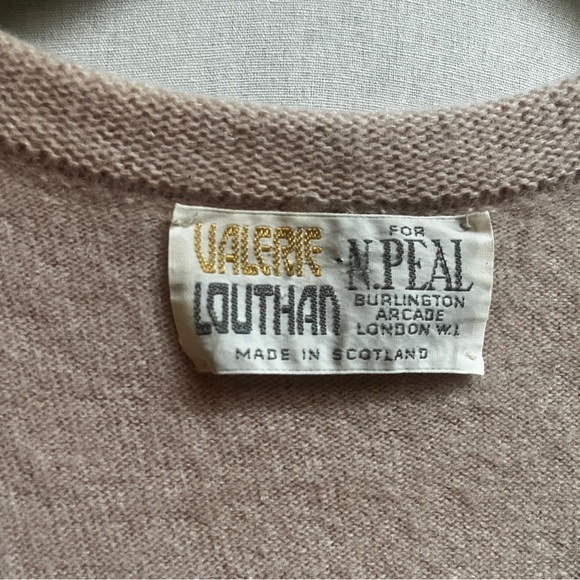 VALERIE
LOUTHAN
FOR
N.PEAL
BURLINGTON
ARCADE
LONDON W.1.
MADE IN SCOTLAND